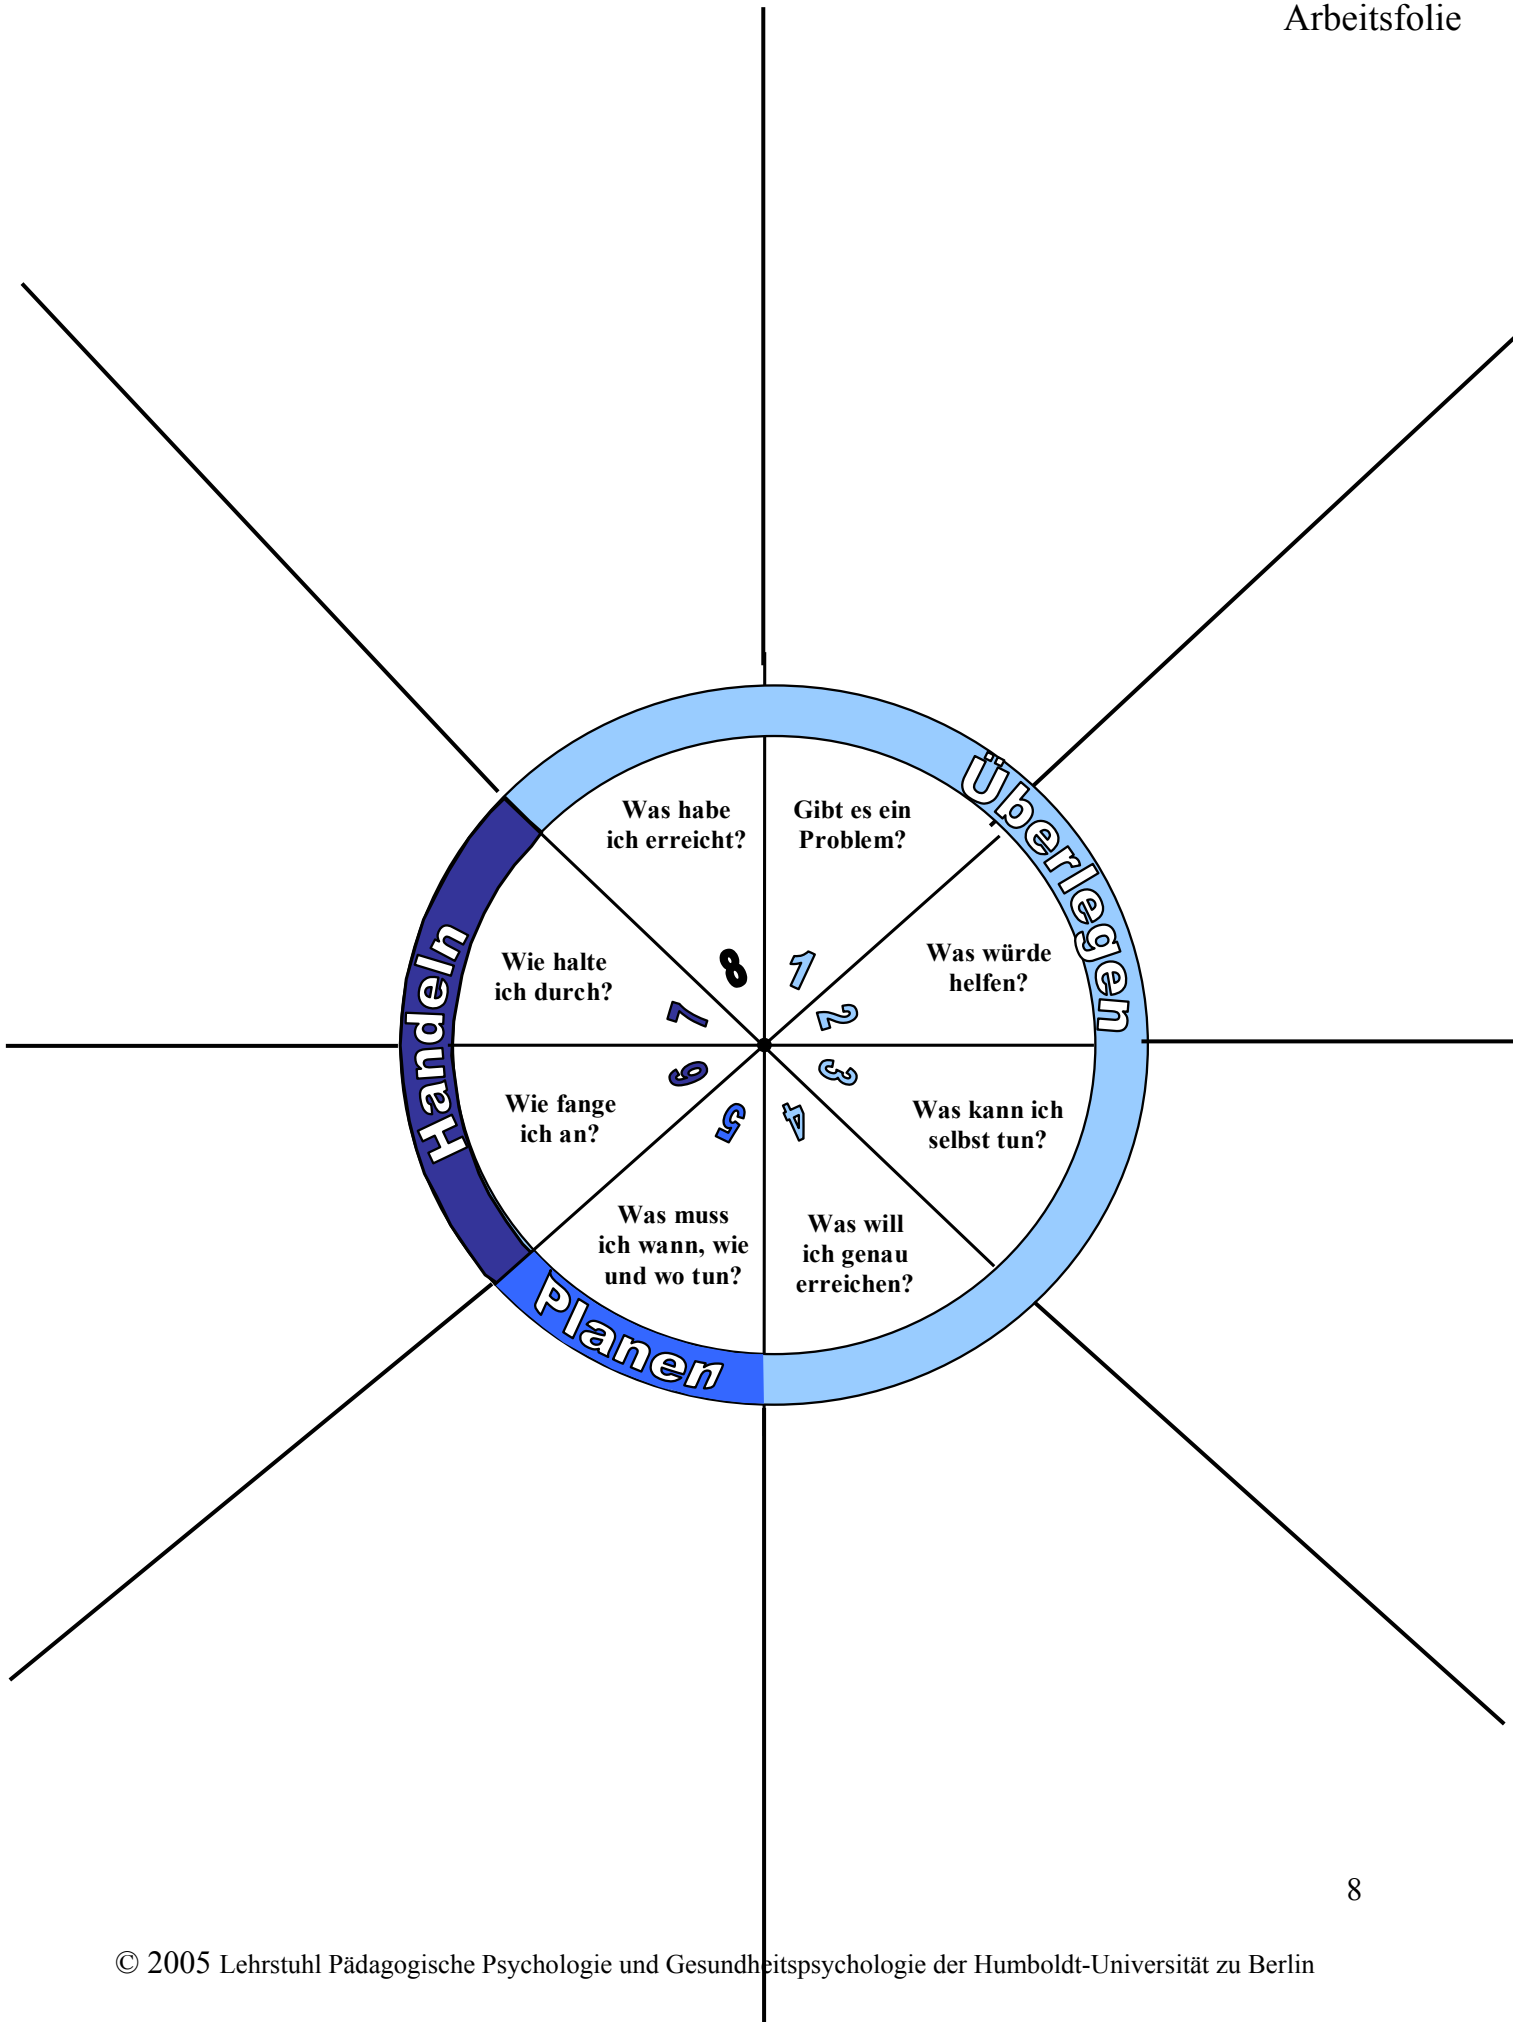 Arbeitsfolie
Überlegen
Was habe
ich erreicht?
Gibt es ein
Problem?
Handeln
Wie halte
ich durch?
Was würde
helfen?
8
1
7
2
6
3
5
4
Wie fange
ich an?
Was kann ich
selbst tun?
Was muss
ich wann, wie
und wo tun?
Was will
ich genau
erreichen?
Planen
8
© 2005 Lehrstuhl Pädagogische Psychologie und Gesundheitspsychologie der Humboldt-Universität zu Berlin